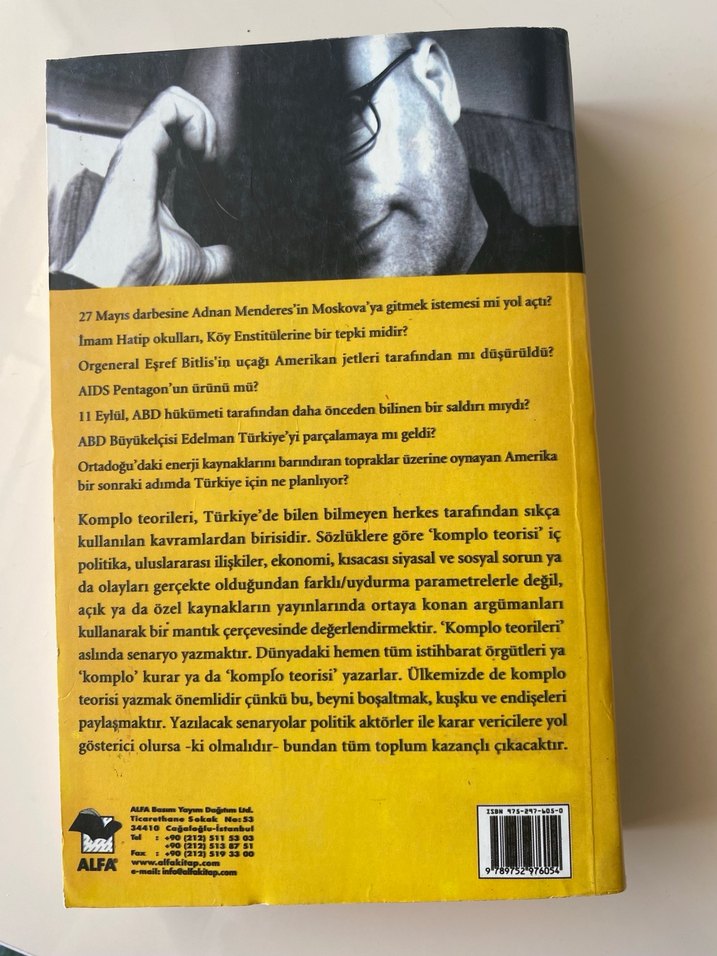 27 Mayıs darbesine Adnan Menderes'in Moskova'ya gitmek istemesi mi yol açtı?
İmam Hatip okulları, Köy Enstitülerine bir tepki midir?
Orgeneral Eşref Bitlis'in uçağı Amerikan jetleri tarafından mı düşürüldü?
AIDS Pentagon'un ürünü mü?
11 Eylül, ABD hükümeti tarafından daha önceden bilinen bir saldırı mıydı?
ABD Büyükelçisi Edelman Türkiye'yi parçalamaya mı geldi?
Ortadoğu'daki enerji kaynaklarını barındıran topraklar üzerine oynayan Amerika
bir sonraki adımda Türkiye için ne planlıyor?
Komplo teorileri, Türkiye'de bilen bilmeyen herkes tarafından sıkça
kullanılan kavramlardan birisidir. Sözlüklere göre 'komplo teorisi' iç
politika, uluslararası ilişkiler, ekonomi, kısacası siyasal ve sosyal sorun ya
da olayları gerçekte olduğundan farklı/uydurma parametrelerle değil,
açık ya da özel kaynakların yayınlarında ortaya konan argümanları
kullanarak bir mantık çerçevesinde değerlendirmektir. 'Komplo teorileri'
aslında senaryo yazmaktır. Dünyadaki hemen tüm istihbarat örgütleri ya
'komplo' kurar ya da 'komplo teorisi' yazarlar. Ülkemizde de komplo
teorisi yazmak önemlidir çünkü bu, beyni boşaltmak, kuşku ve endişeleri
paylaşmaktır. Yazılacak senaryolar politik aktörler ile karar vericilere yol
gösterici olursa -ki olmalıdır- bundan tüm toplum kazançlı çıkacaktır.
ALFA Basım Yayım Dağıtım Ltd.
Ticarethane Sokak No: 53
34410 Cağaloğlu-İstanbul
Tel : +90 (212) 511 53 03
+90 (212) 513 87 51
Fax : +90 (212) 519 33 00
www.alfakitap.com
e-mail: info@alfakitap.com
ALFA®
ISBN 975-297-605-0
9 789752 976054